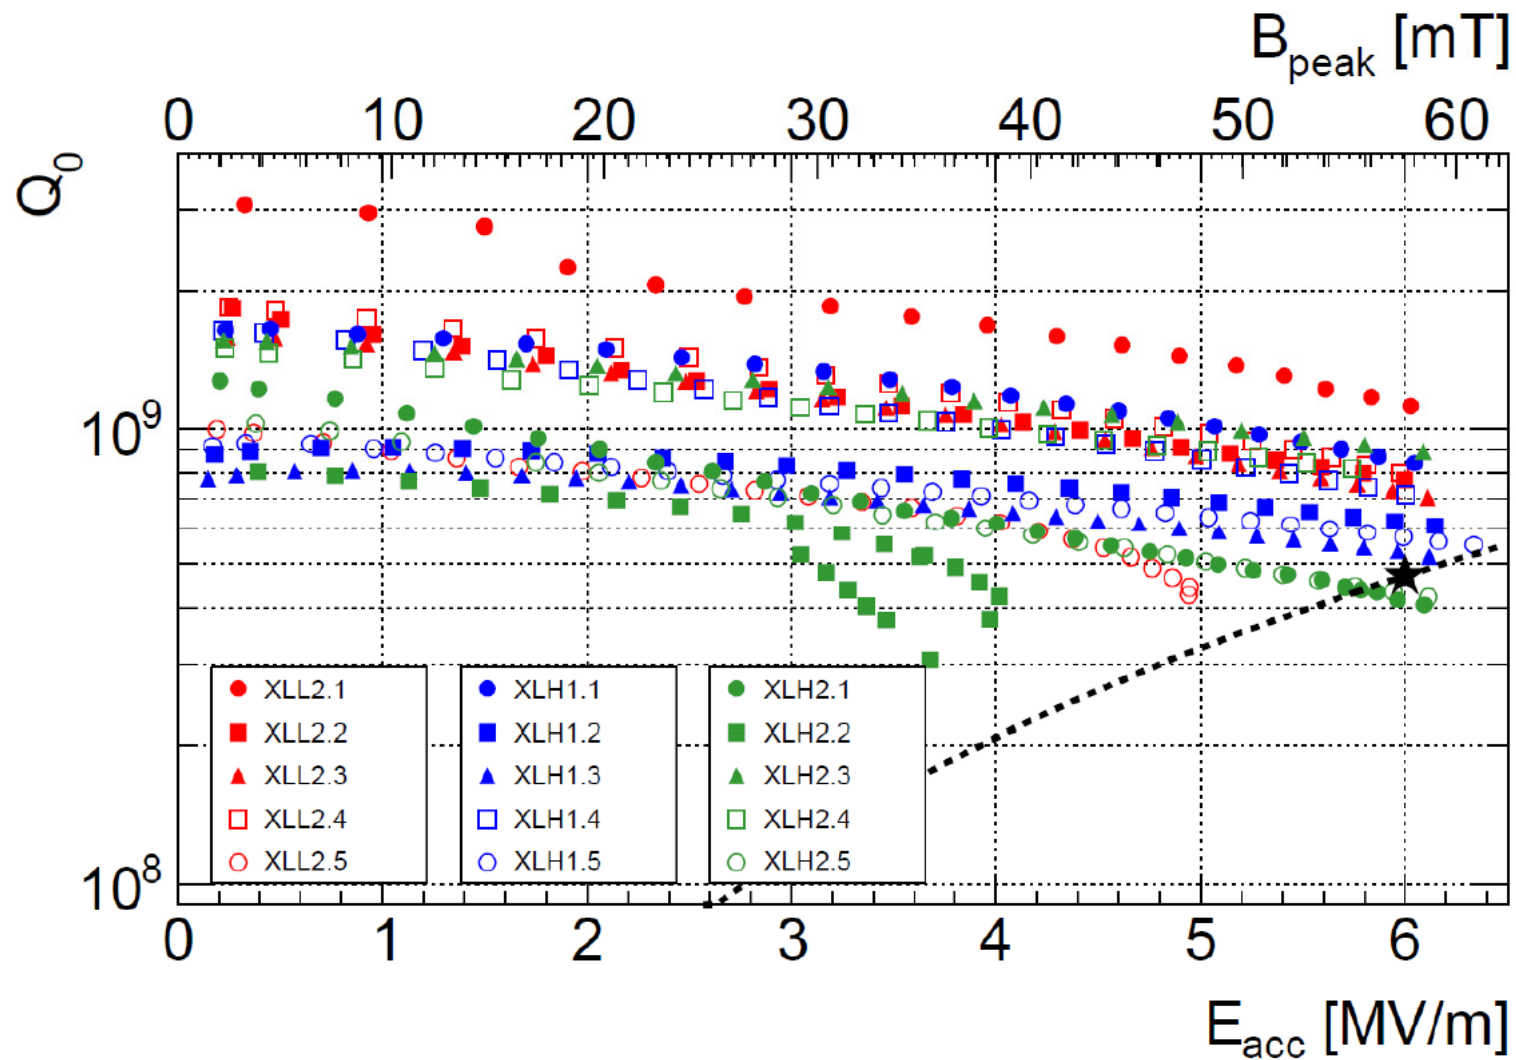 B_peak [mT]
0 10 20 30 40 50 60
Q_0
10^9
10^8
XLL2.1 XLH1.1 XLH2.1
XLL2.2 XLH1.2 XLH2.2
XLL2.3 XLH1.3 XLH2.3
XLL2.4 XLH1.4 XLH2.4
XLL2.5 XLH1.5 XLH2.5
0 1 2 3 4 5 6
E_acc [MV/m]